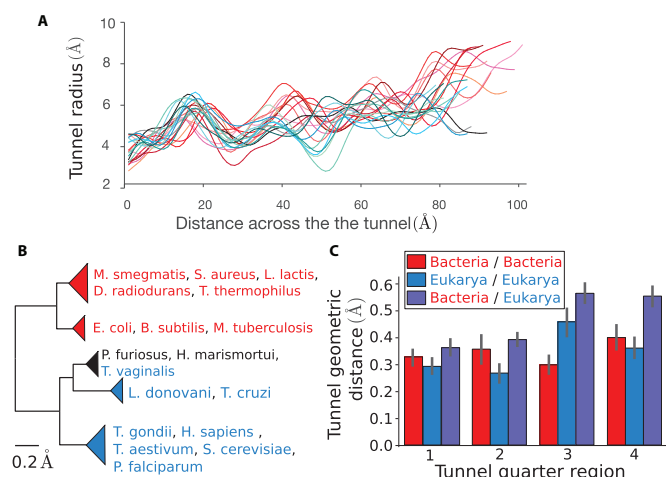 A
10
8
6
4
2
Tunnel radius(Å)
0 20 40 60 80 100
Distance across the the tunnel(Å)
B
M. smegmatis, S. aureus, L. lactis,
D. radiodurans, T. thermophilus
E. coli, B. subtilis, M. tuberculosis
P. furiosus, H. marismortui,
T. vaginalis
L. donovani, T. cruzi
T. gondii, H. sapiens ,
T. aestivum, S. cerevisiae,
P. falciparum
0.2 Å
C
Bacteria / Bacteria
Eukarya / Eukarya
Bacteria / Eukarya
0.6
0.5
0.4
0.3
0.2
0.1
0.0
Tunnel geometric
distance (Å)
1 2 3 4
Tunnel quarter region